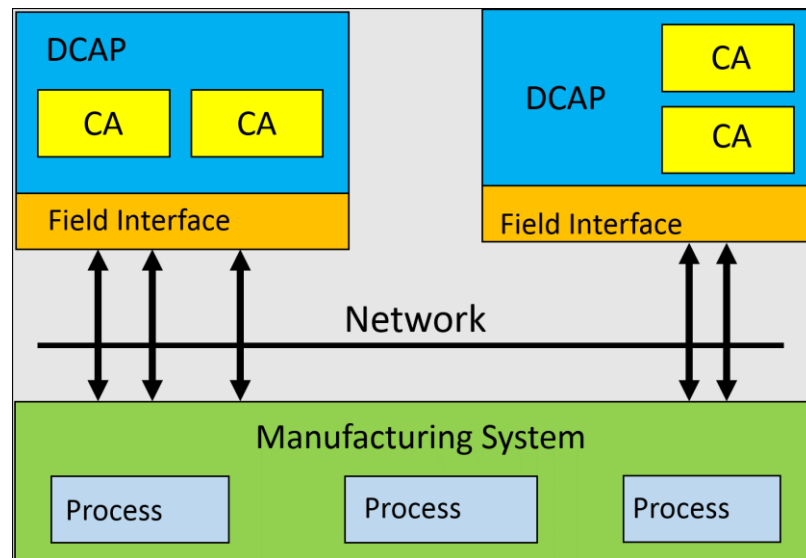 DCAP
CA CA
Field Interface
CA
DCAP
CA
Field Interface
Network
Manufacturing System
Process Process Process